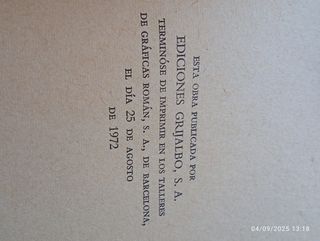 ESTA OBRA PUBLICADA POR
EDICIONES GRIJALBO, S. A.
TERMINÓSE DE IMPRIMIR EN LOS TALLERES
DE GRÁFICAS ROMÁN, S. A., DE BARCELONA,
EL DÍA 25 DE AGOSTO
DE 1972
04/09/2025 13:18